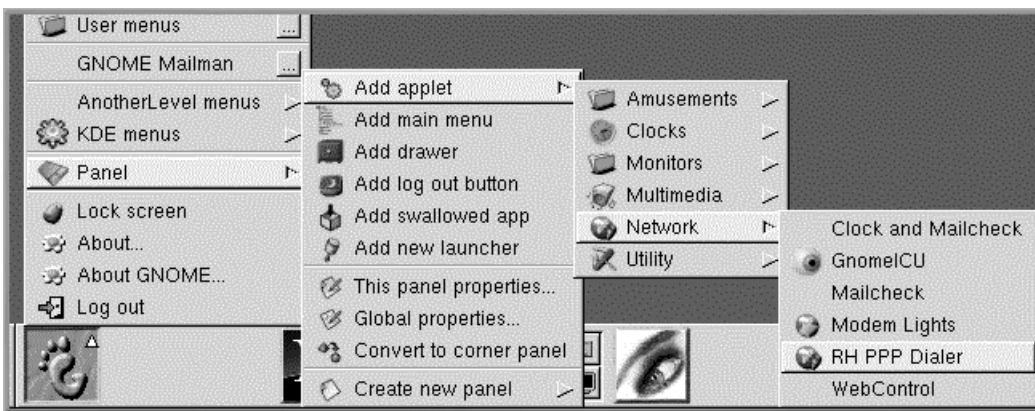 User menus ...
GNOME Mailman ...
AnotherLevel menus
KDE menus
Panel
Lock screen
About...
About GNOME...
Log out
Add applet
Add main menu
Add drawer
Add log out button
Add swallowed app
Add new launcher
This panel properties...
Global properties...
Convert to corner panel
Create new panel
Amusements
Clocks
Monitors
Multimedia
Network
Utility
Clock and Mailcheck
GnomeICU
Mailcheck
Modem Lights
RH PPP Dialer
WebControl